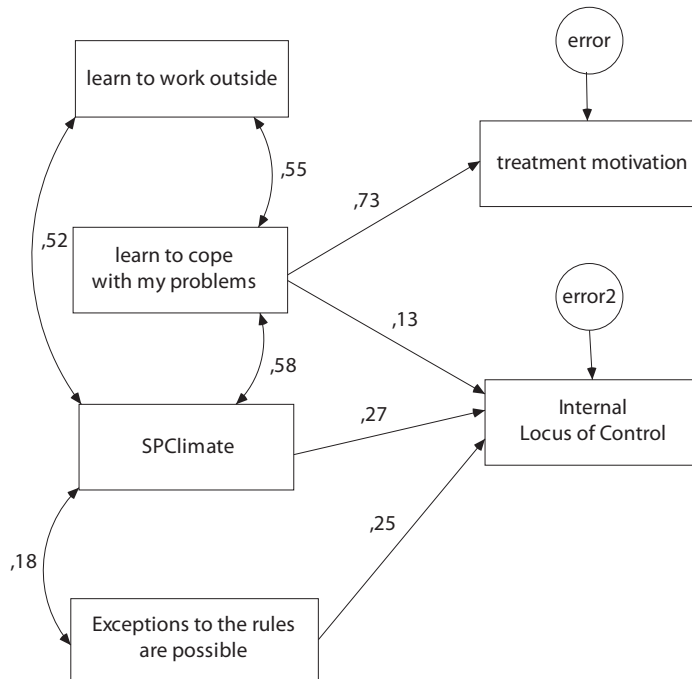 error
learn to work outside
treatment motivation
,55
,73
,52
learn to cope
with my problems
error2
,13
,58
Internal
Locus of Control
,27
SPClimate
,25
,18
Exceptions to the rules
are possible